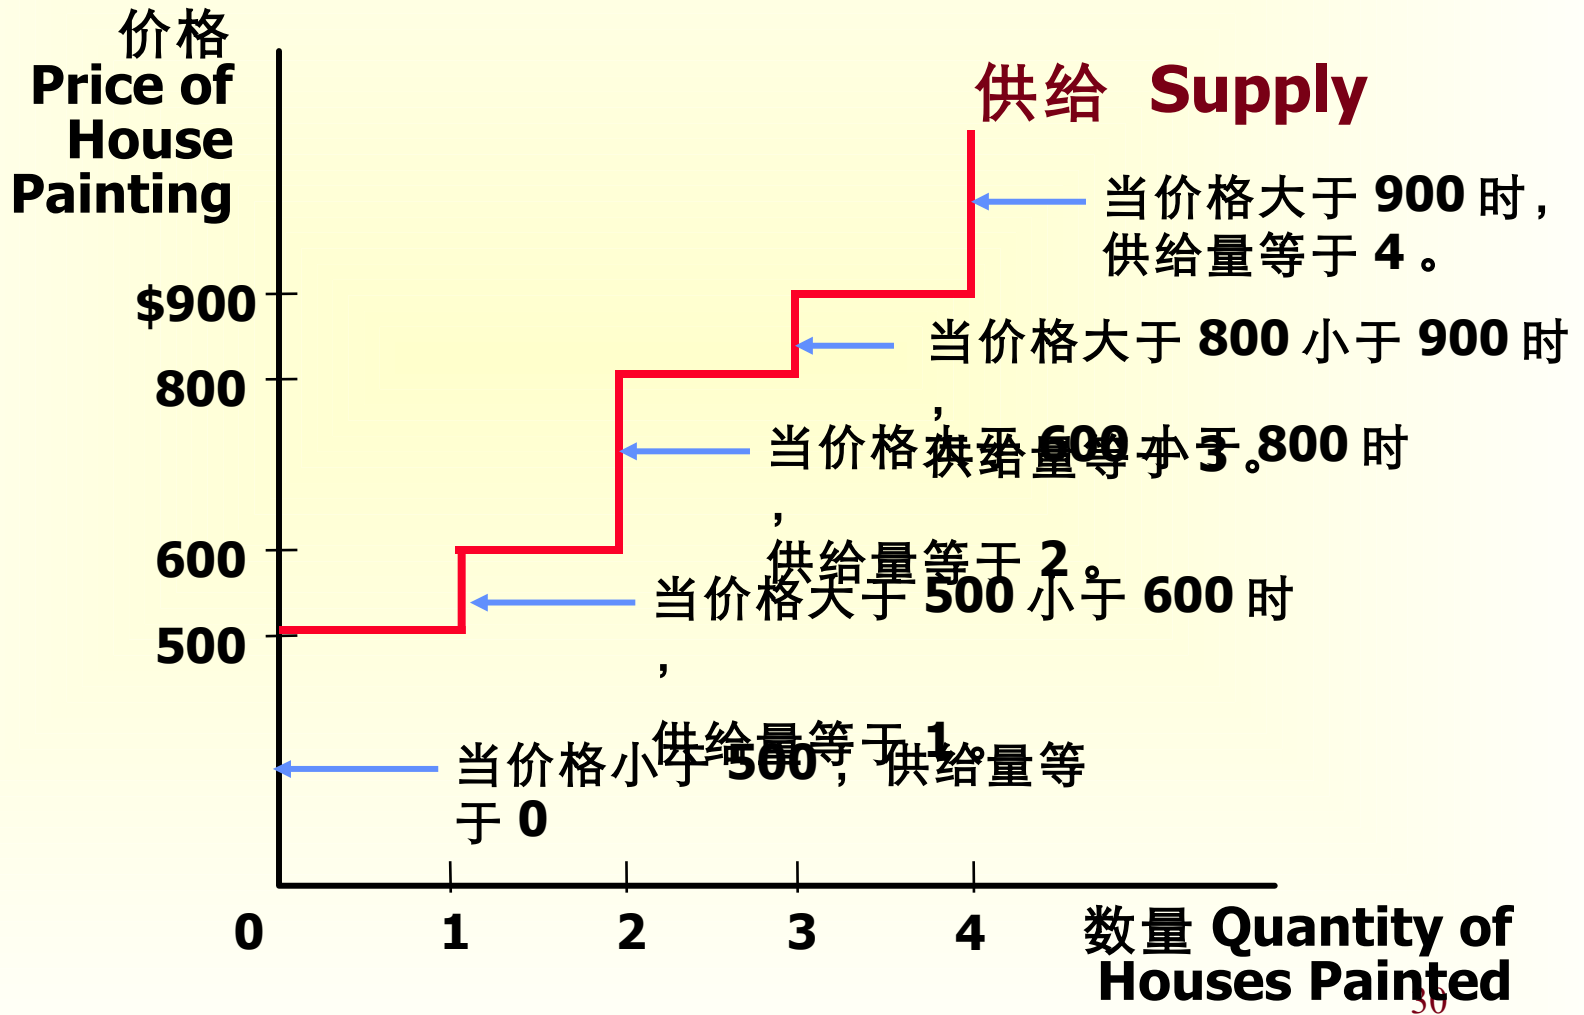 价格
Price of
House
Painting
供给 Supply
当价格大于 900 时，
供给量等于 4 。
$900
当价格大于 800 小于 900 时
，
供给量等于 3 。
800
当价格大于 600 小于 800 时
，
供给量等于 2 。
600
当价格大于 500 小于 600 时
，
供给量等于 1 。
500
当价格小于 500 ，供给量等
于 0
0 1 2 3 4
数量 Quantity of
Houses Painted
30